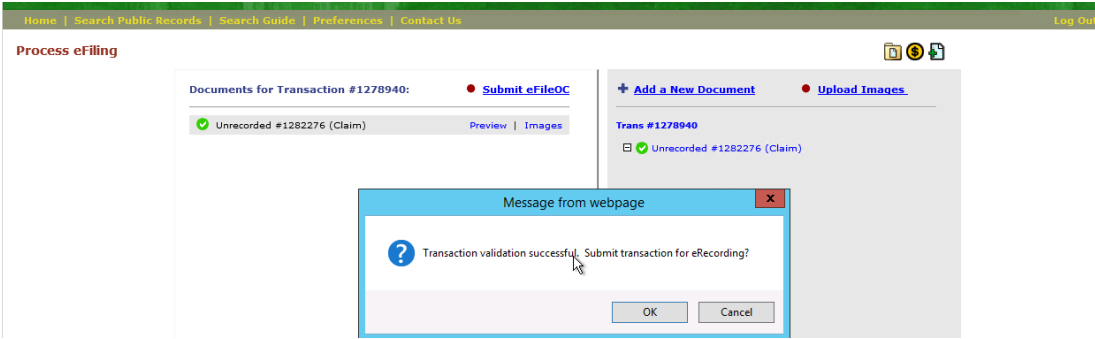 Home | Search Public Records | Search Guide | Preferences | Contact Us
Log Out
Process eFiling
Documents for Transaction #1278940:
Submit eFileOC
Unrecorded #1282276 (Claim)
Preview | Images
Add a New Document
Upload Images
Trans #1278940
Unrecorded #1282276 (Claim)
Message from webpage
x
Transaction validation successful. Submit transaction for eRecording?
OK
Cancel